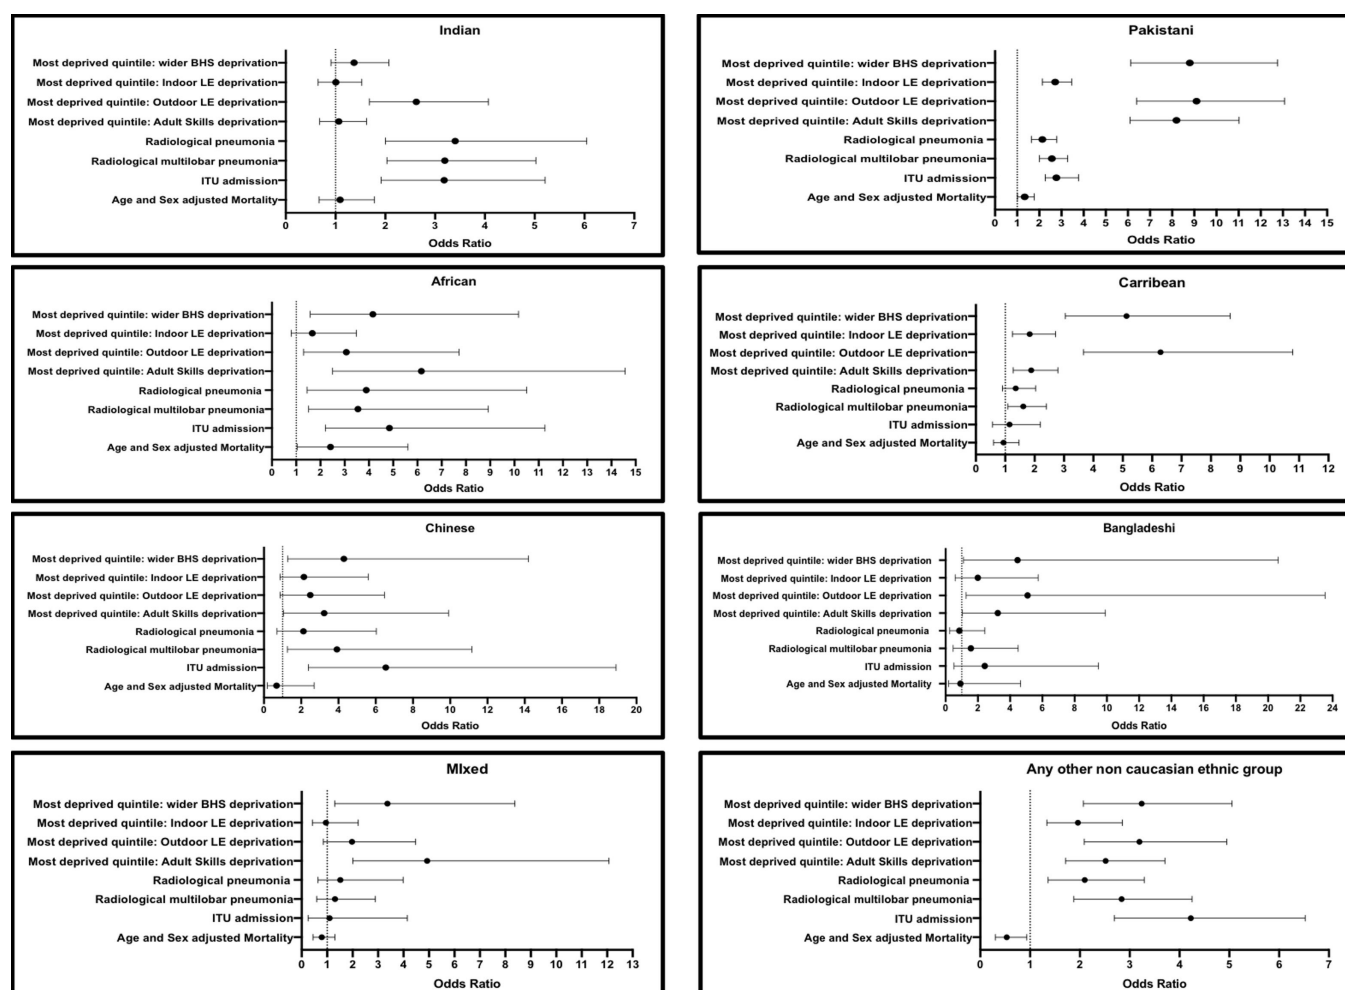 Indian
Most deprived quintile: wider BHS deprivation
Most deprived quintile: Indoor LE deprivation
Most deprived quintile: Outdoor LE deprivation
Most deprived quintile: Adult Skills deprivation
Radiological pneumonia
Radiological multilobar pneumonia
ITU admission
Age and Sex adjusted Mortality
0 1 2 3 4 5 6 7
Odds Ratio
Pakistani
Most deprived quintile: wider BHS deprivation
Most deprived quintile: Indoor LE deprivation
Most deprived quintile: Outdoor LE deprivation
Most deprived quintile: Adult Skills deprivation
Radiological pneumonia
Radiological multilobar pneumonia
ITU admission
Age and Sex adjusted Mortality
0 1 2 3 4 5 6 7 8 9 10 11 12 13 14 15
Odds Ratio
African
Most deprived quintile: wider BHS deprivation
Most deprived quintile: Indoor LE deprivation
Most deprived quintile: Outdoor LE deprivation
Most deprived quintile: Adult Skills deprivation
Radiological pneumonia
Radiological multilobar pneumonia
ITU admission
Age and Sex adjusted Mortality
0 1 2 3 4 5 6 7 8 9 10 11 12 13 14 15
Odds Ratio
Carribean
Most deprived quintile: wider BHS deprivation
Most deprived quintile: Indoor LE deprivation
Most deprived quintile: Outdoor LE deprivation
Most deprived quintile: Adult Skills deprivation
Radiological pneumonia
Radiological multilobar pneumonia
ITU admission
Age and Sex adjusted Mortality
0 1 2 3 4 5 6 7 8 9 10 11 12
Odds Ratio
Chinese
Most deprived quintile: wider BHS deprivation
Most deprived quintile: Indoor LE deprivation
Most deprived quintile: Outdoor LE deprivation
Most deprived quintile: Adult Skills deprivation
Radiological pneumonia
Radiological multilobar pneumonia
ITU admission
Age and Sex adjusted Mortality
0 2 4 6 8 10 12 14 16 18 20
Odds Ratio
Bangladeshi
Most deprived quintile: wider BHS deprivation
Most deprived quintile: Indoor LE deprivation
Most deprived quintile: Outdoor LE deprivation
Most deprived quintile: Adult Skills deprivation
Radiological pneumonia
Radiological multilobar pneumonia
ITU admission
Age and Sex adjusted Mortality
0 2 4 6 8 10 12 14 16 18 20 22 24
Odds Ratio
MIxed
Most deprived quintile: wider BHS deprivation
Most deprived quintile: Indoor LE deprivation
Most deprived quintile: Outdoor LE deprivation
Most deprived quintile: Adult Skills deprivation
Radiological pneumonia
Radiological multilobar pneumonia
ITU admission
Age and Sex adjusted Mortality
0 1 2 3 4 5 6 7 8 9 10 11 12 13
Odds Ratio
Any other non caucasian ethnic group
Most deprived quintile: wider BHS deprivation
Most deprived quintile: Indoor LE deprivation
Most deprived quintile: Outdoor LE deprivation
Most deprived quintile: Adult Skills deprivation
Radiological pneumonia
Radiological multilobar pneumonia
ITU admission
Age and Sex adjusted Mortality
0 1 2 3 4 5 6 7
Odds Ratio